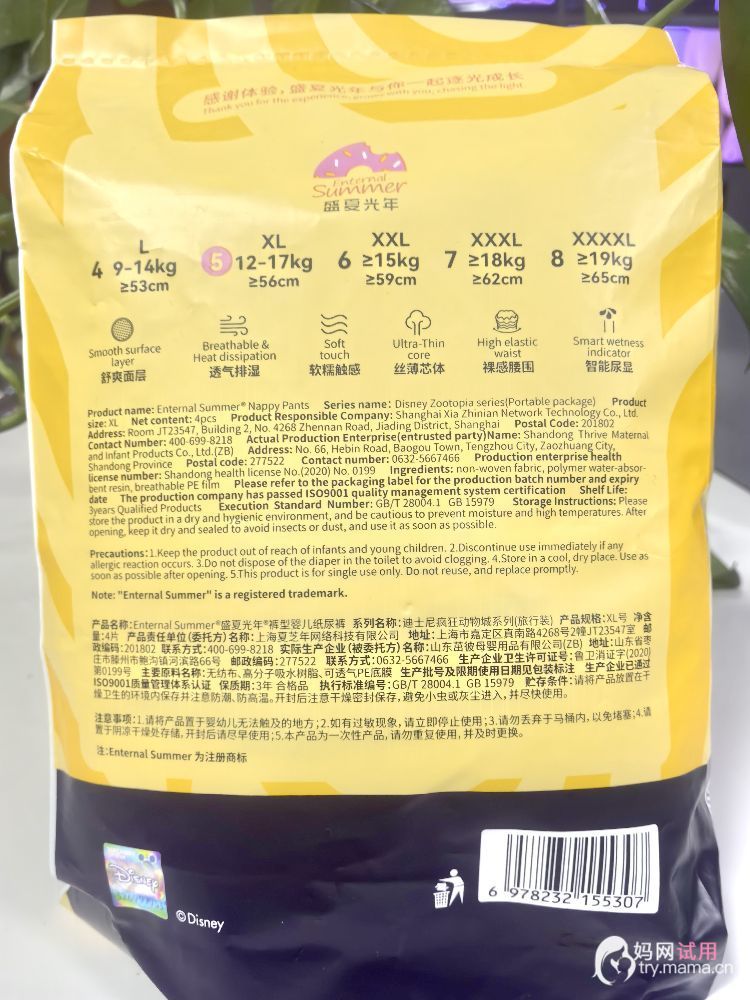 感谢体验，盛夏光年与你一起逐光成长
Thank you for the experience, grows with you, chasing the light
Enternal
Summer
盛夏光年
L XL XXL XXXL XXXXL
4 9-14kg 5 12-17kg 6 ≥15kg 7 ≥18kg 8 ≥19kg
≥53cm ≥56cm ≥59cm ≥62cm ≥65cm
Smooth surface layer
舒爽面层
Breathable & Heat dissipation
透气排湿
Soft touch
软糯触感
Ultra-Thin core
丝薄芯体
High elastic waist
裸感腰围
Smart wetness indicator
智能尿显
Product name: Enternal Summer® Nappy Pants Series name: Disney Zootopia series(Portable package) Product
size: XL Net content: 4pcs Product Responsible Company: Shanghai Xia Zhinian Network Technology Co., Ltd.
Address: Room JT23547, Building 2, No. 4268 Zhennan Road, Jiading District, Shanghai Postal Code: 201802
Contact Number: 400-699-8218 Actual Production Enterprise(entrusted party)Name: Shandong Thrive Maternal
and Infant Products Co., Ltd.(ZB) Address: No. 66, Hebin Road, Baogou Town, Tengzhou City, Zaozhuang City,
Shandong Province Postal code: 277522 Contact number: 0632-5667466 Production enterprise health
license number: Shandong health license No.(2020) No. 0199 Ingredients: non-woven fabric, polymer water-absor-
bent resin, breathable PE film Please refer to the packaging label for the production batch number and expiry
date The production company has passed ISO9001 quality management system certification Shelf Life:
3years Qualified Products Execution Standard Number: GB/T 28004.1 GB 15979 Storage Instructions: Please
store the product in a dry and hygienic environment, and be cautious to prevent moisture and high temperatures. After
opening, keep it dry and sealed to avoid insects or dust, and use it as soon as possible.
Precautions:1.Keep the product out of reach of infants and young children. 2.Discontinue use immediately if any
allergic reaction occurs. 3.Do not dispose of the diaper in the toilet to avoid clogging. 4.Store in a cool, dry place. Use as
soon as possible after opening. 5.This product is for single use only. Do not reuse, and replace promptly.
Note: "Enternal Summer" is a registered trademark.
产品名称:Enternal Summer®盛夏光年®裤型婴儿纸尿裤 系列名称:迪士尼疯狂动物城系列(旅行装) 产品规格:XL号 净含
量:4片 产品责任单位(委托方)名称:上海夏芝年网络科技有限公司 地址:上海市嘉定区真南路4268号2幢JT23547室 邮
政编码:201802 联系方式:400-699-8218 实际生产企业(被委托方)名称:山东茁彼母婴用品有限公司(ZB) 地址:山东省枣
庄市滕州市鲍沟镇河滨路66号 邮政编码:277522 联系方式:0632-5667466 生产企业卫生许可证号:鲁卫消证字(2020)
第0199号 主要原料名称:无纺布、高分子吸水树脂、可透气PE底膜 生产批号及限期使用日期见包装标注 生产企业已通过
ISO9001质量管理体系认证 保质期:3年 合格品 执行标准编号:GB/T 28004.1 GB 15979 贮存条件:请将产品放置在干
燥卫生的环境内保存并注意防潮、防高温。开封后注意干燥密封保存,避免小虫或灰尘进入,并尽快使用。
注意事项:1.请将产品置于婴幼儿无法触及的地方;2.如有过敏现象,请立即停止使用;3.请勿丢弃于马桶内,以免堵塞;4.请
置于阴凉干燥处存储,开封后请尽早使用;5.本产品为一次性产品,请勿重复使用,并及时更换。
注:Enternal Summer 为注册商标
Disney
©Disney
6 978232 155307
妈网试用
try.mama.cn